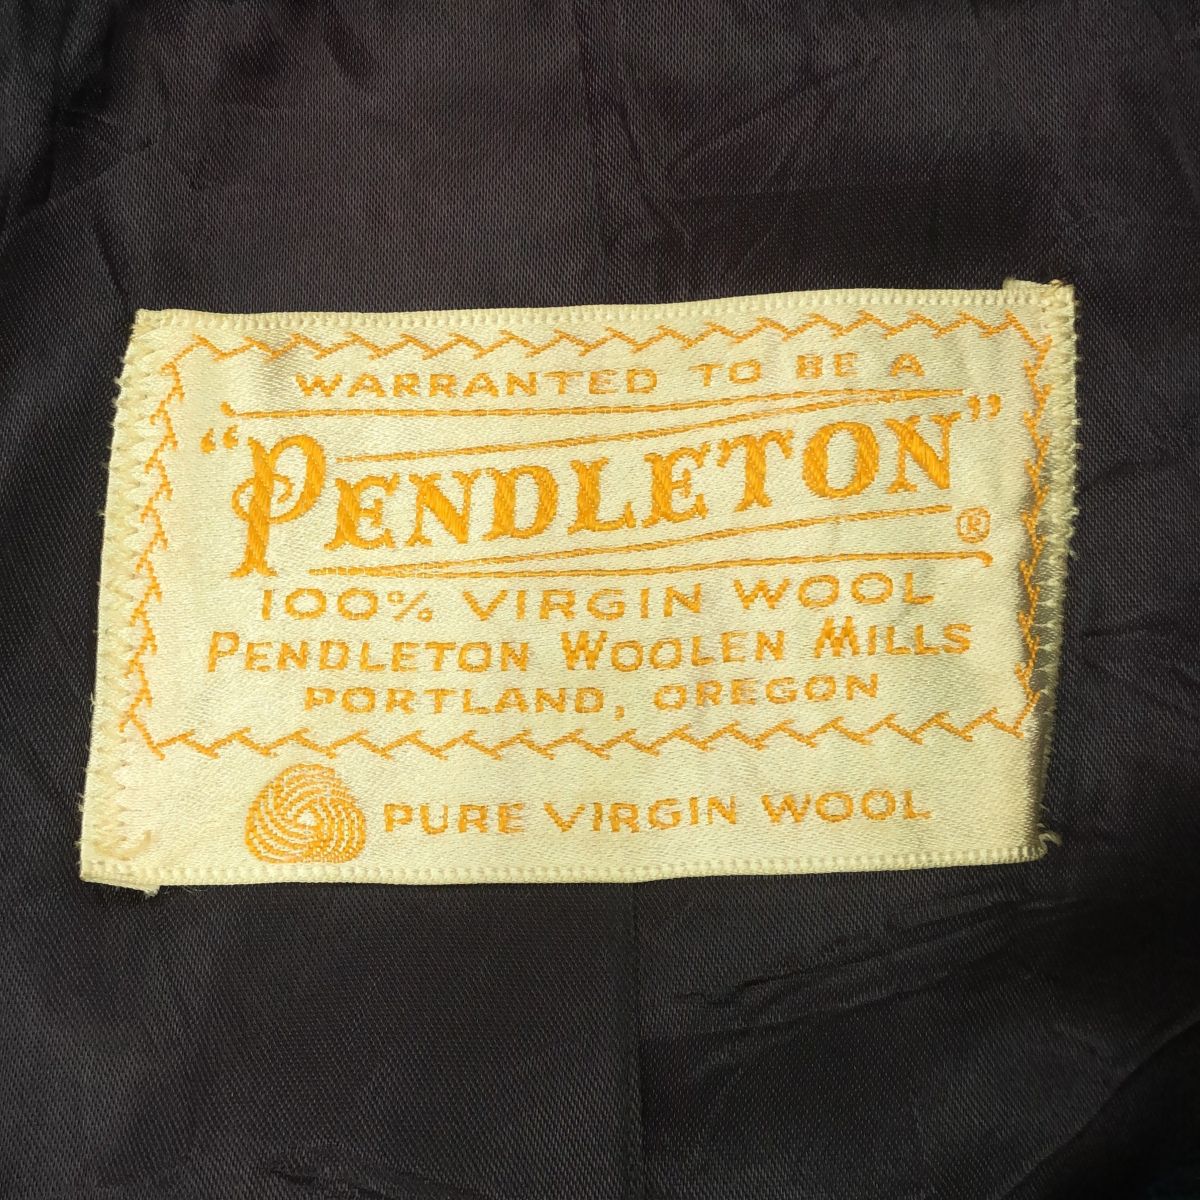 WARRANTED TO BE A
"PENDLETON"
®
100% VIRGIN WOOL
PENDLETON WOOLEN MILLS
PORTLAND, OREGON
PURE VIRGIN WOOL